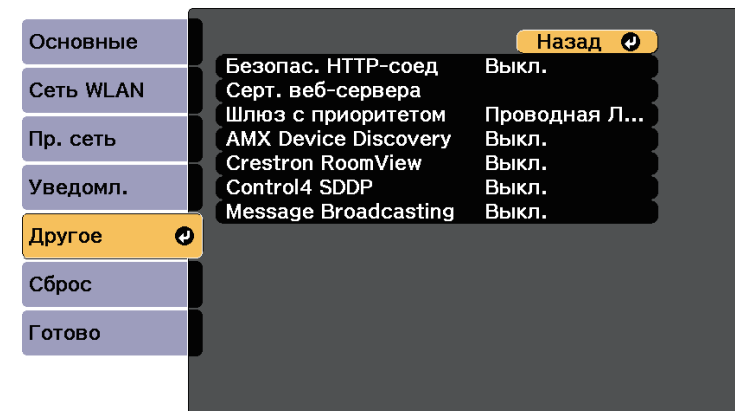 Основные
Сеть WLAN
Пр. сеть
Уведомл.
Другое
Сброс
Готово
Назад
Безопас. HTTP-соед Выкл.
Серт. веб-сервера
Шлюз с приоритетом Проводная Л...
AMX Device Discovery Выкл.
Crestron RoomView Выкл.
Control4 SDDP Выкл.
Message Broadcasting Выкл.